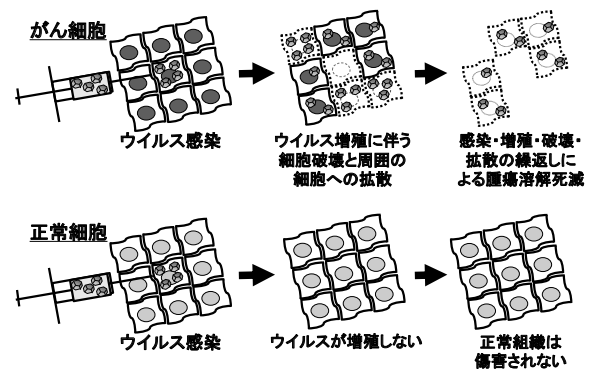 がん細胞
ウイルス感染
ウイルス増殖に伴う
細胞破壊と周囲の
細胞への拡散
感染・増殖・破壊・
拡散の繰返しに
よる腫瘍溶解死滅
正常細胞
ウイルス感染
ウイルスが増殖しない
正常組織は
傷害されない